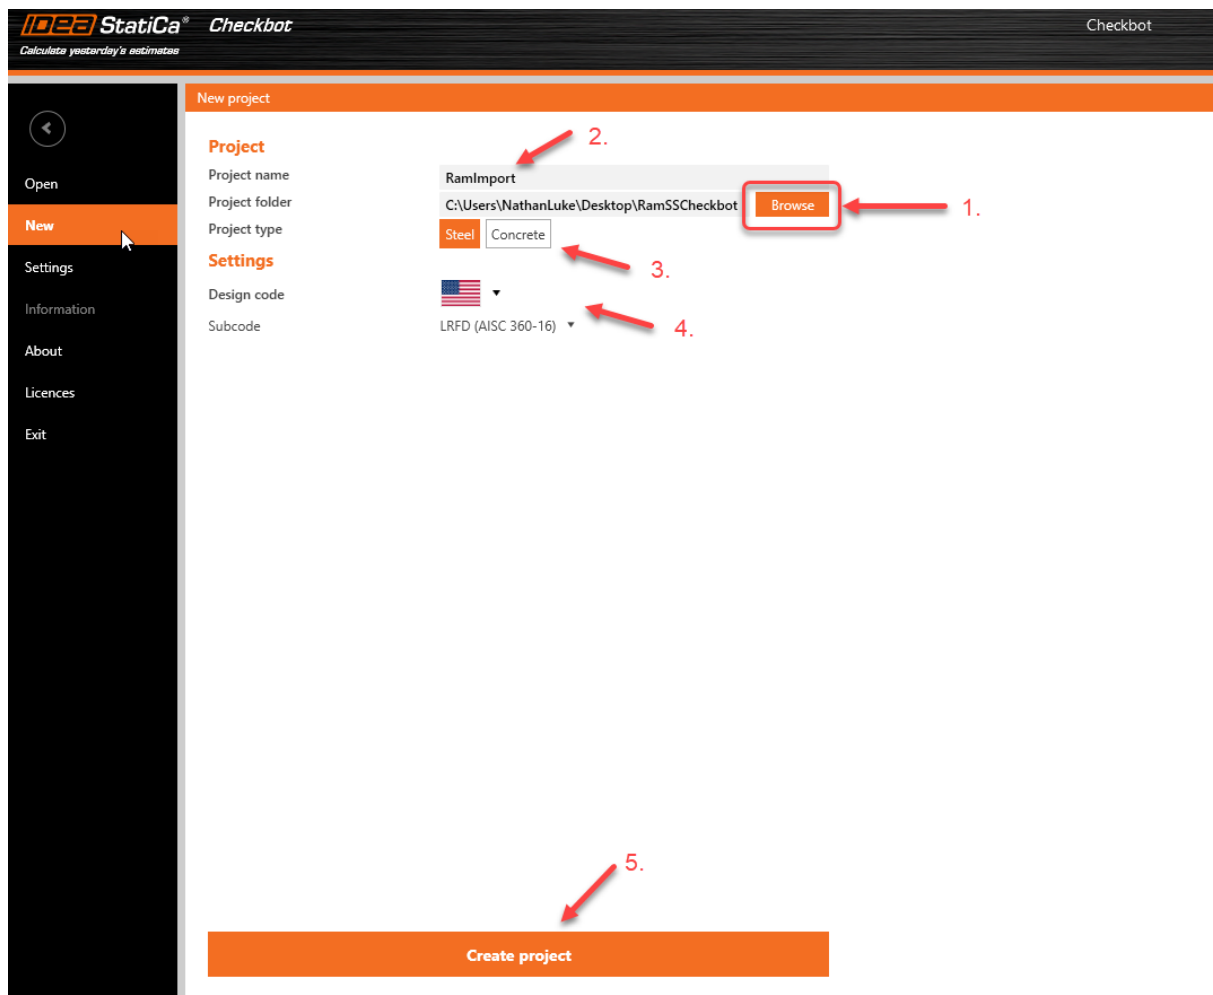 IDEA StatiCa® Checkbot
Checkbot
Calculate yesterday's estimates
New project
Project
2.
Project name RamImport
Project folder C:\Users\NathanLuke\Desktop\RamSSCheckbot Browse
1.
Project type Steel Concrete
3.
Settings
Design code
Subcode LRFD (AISC 360-16)
4.
Open
New
Settings
Information
About
Licences
Exit
5.
Create project